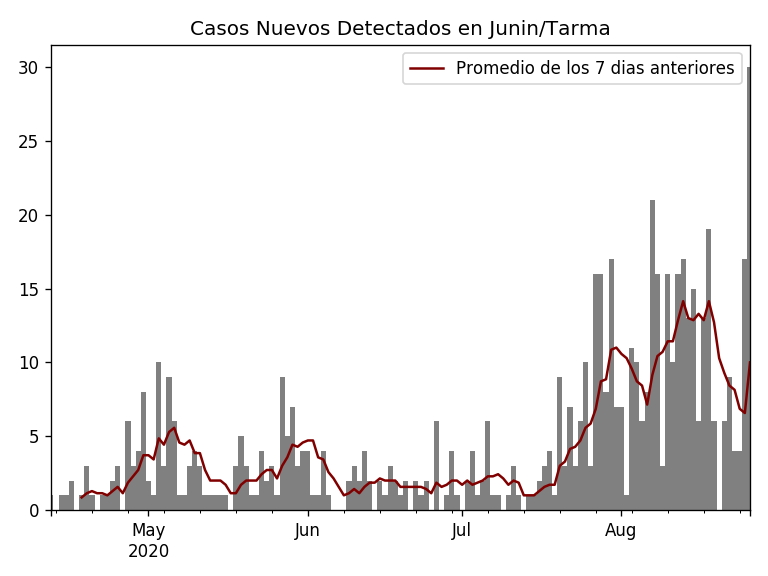 Casos Nuevos Detectados en Junin/Tarma
Promedio de los 7 dias anteriores
30
25
20
15
10
5
0
May
2020
Jun
Jul
Aug